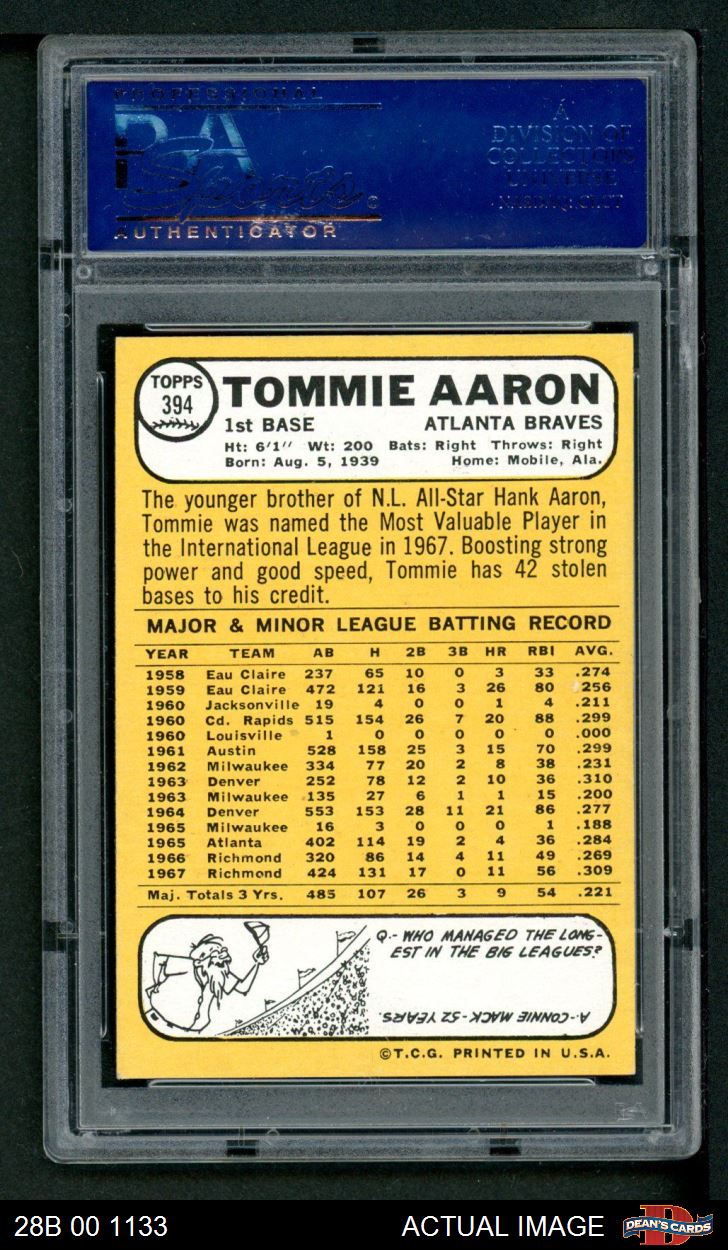 PROFESSIONAL
PSA
Sports
AUTHENTICATOR
A
DIVISION OF
COLLECTORS
UNIVERSE
NASDAQ: CLCT
TOPPS
394
TOMMIE AARON
1st BASE ATLANTA BRAVES
Ht: 6'1" Wt: 200 Bats: Right Throws: Right
Born: Aug. 5, 1939 Home: Mobile, Ala.
The younger brother of N.L. All-Star Hank Aaron,
Tommie was named the Most Valuable Player in
the International League in 1967. Boosting strong
power and good speed, Tommie has 42 stolen
bases to his credit.
MAJOR & MINOR LEAGUE BATTING RECORD
YEAR TEAM AB H 2B 3B HR RBI AVG.
1958 Eau Claire 237 65 10 0 3 33 .274
1959 Eau Claire 472 121 16 3 26 80 .256
1960 Jacksonville 19 4 0 0 1 4 .211
1960 Cd. Rapids 515 154 26 7 20 88 .299
1960 Louisville 1 0 0 0 0 0 .000
1961 Austin 528 158 25 3 15 70 .299
1962 Milwaukee 334 77 20 2 8 38 .231
1963 Denver 252 78 12 2 10 36 .310
1963 Milwaukee 135 27 6 1 1 15 .200
1964 Denver 553 153 28 11 21 86 .277
1965 Milwaukee 16 3 0 0 0 1 .188
1965 Atlanta 402 114 19 2 4 36 .284
1966 Richmond 320 86 14 4 11 49 .269
1967 Richmond 424 131 17 0 11 56 .309
Maj. Totals 3 Yrs. 485 107 26 3 9 54 .221
Q.- WHO MANAGED THE LONG-
EST IN THE BIG LEAGUES?
A.- CONNIE MACK - 52 YEARS.
©T.C.G. PRINTED IN U.S.A.
28B 00 1133 ACTUAL IMAGE DEAN'S CARDS